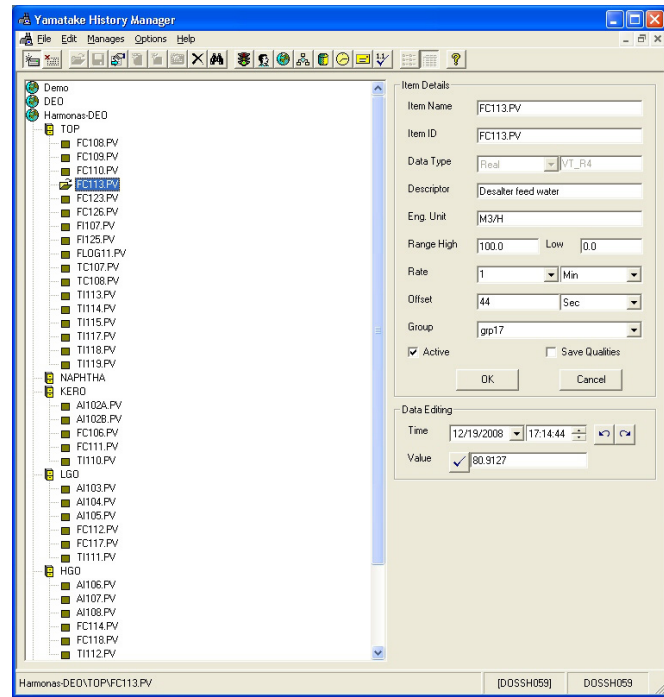 Yamatake History Manager
File Edit Manages Options Help
Demo
DEO
Harmonas-DEO
TOP
FC108.PV
FC109.PV
FC110.PV
FC113.PV
FC123.PV
FC126.PV
FI107.PV
FI125.PV
FLOG11.PV
TC107.PV
TC108.PV
TI113.PV
TI114.PV
TI115.PV
TI117.PV
TI118.PV
TI119.PV
NAPHTHA
KERO
AI102A.PV
AI102B.PV
FC106.PV
FC111.PV
TI110.PV
LGO
AI103.PV
AI104.PV
AI105.PV
FC112.PV
FC117.PV
TI111.PV
HGO
AI106.PV
AI107.PV
AI108.PV
FC114.PV
FC118.PV
TI112.PV
Item Details
Item Name FC113.PV
Item ID FC113.PV
Data Type Real VT_R4
Descriptor Desalter feed water
Eng. Unit M3/H
Range High 100.0 Low 0.0
Rate 1 Min
Offset 44 Sec
Group grp17
Active Save Qualities
OK Cancel
Data Editing
Time 12/19/2008 17:14:44
Value 80.9127
Harmonas-DEO\TOP\FC113.PV [DOSSH059] DOSSH059